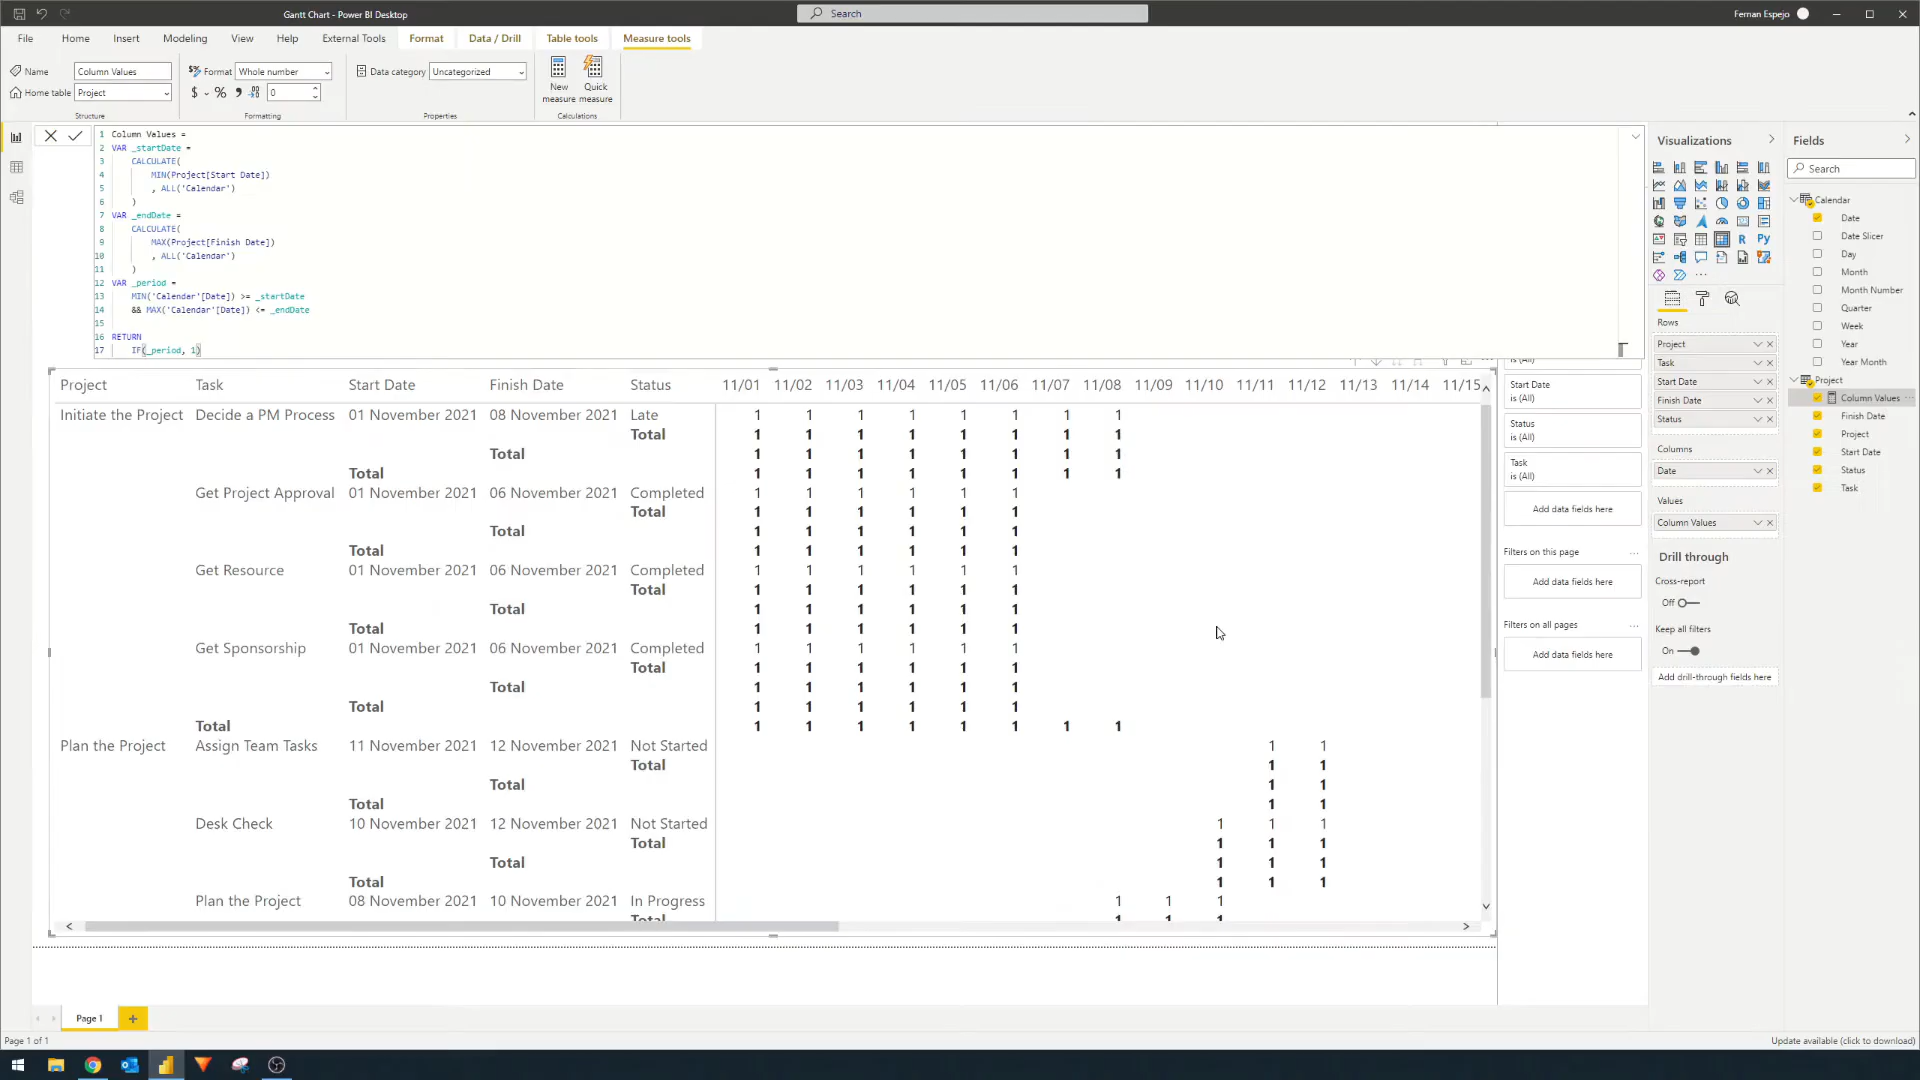 Gantt Chart - Power BI Desktop
Search
Fernan Espejo
File Home Insert Modeling View Help External Tools Format Data / Drill Table tools Measure tools
Name Column Values
Home table Project
Structure
Format Whole number
$ % 9 0
Formatting
Data category Uncategorized
Properties
New measure
Quick measure
Calculations
1 Column Values =
2 VAR _startDate =
3 CALCULATE(
4 MIN(Project[Start Date])
5 , ALL('Calendar')
6 )
7 VAR _endDate =
8 CALCULATE(
9 MAX(Project[Finish Date])
10 , ALL('Calendar')
11 )
12 VAR _period =
13 MIN('Calendar'[Date]) >= _startDate
14 && MAX('Calendar'[Date]) <= _endDate
15
16 RETURN
17 IF(_period, 1)
Project Task Start Date Finish Date Status 11/01 11/02 11/03 11/04 11/05 11/06 11/07 11/08 11/09 11/10 11/11 11/12 11/13 11/14 11/15
Initiate the Project Decide a PM Process 01 November 2021 08 November 2021 Late 1 1 1 1 1 1 1 1
Total 1 1 1 1 1 1 1 1
Total 1 1 1 1 1 1 1 1
Total 1 1 1 1 1 1 1 1
Get Project Approval 01 November 2021 06 November 2021 Completed 1 1 1 1 1 1
Total 1 1 1 1 1 1
Total 1 1 1 1 1 1
Total 1 1 1 1 1 1
Get Resource 01 November 2021 06 November 2021 Completed 1 1 1 1 1 1
Total 1 1 1 1 1 1
Total 1 1 1 1 1 1
Total 1 1 1 1 1 1
Get Sponsorship 01 November 2021 06 November 2021 Completed 1 1 1 1 1 1
Total 1 1 1 1 1 1
Total 1 1 1 1 1 1
Total 1 1 1 1 1 1
Total 1 1 1 1 1 1 1 1
Plan the Project Assign Team Tasks 11 November 2021 12 November 2021 Not Started 1 1
Total 1 1
Total 1 1
Total 1 1
Desk Check 10 November 2021 12 November 2021 Not Started 1 1 1
Total 1 1 1
Total 1 1 1
Total 1 1 1
Plan the Project 08 November 2021 10 November 2021 In Progress 1 1 1
Total 1 1 1
is (All)
Start Date
is (All)
Status
is (All)
Task
is (All)
Add data fields here
Filters on this page
Add data fields here
Filters on all pages
Add data fields here
Visualizations
R Py
Rows
Project
Task
Start Date
Finish Date
Status
Columns
Date
Values
Column Values
Drill through
Cross-report
Off
Keep all filters
On
Add drill-through fields here
Fields
Search
Calendar
Date
Date Slicer
Day
Month
Month Number
Quarter
Week
Year
Year Month
Project
Column Values
Finish Date
Project
Start Date
Status
Task
Page 1
Page 1 of 1
Update available (click to download)